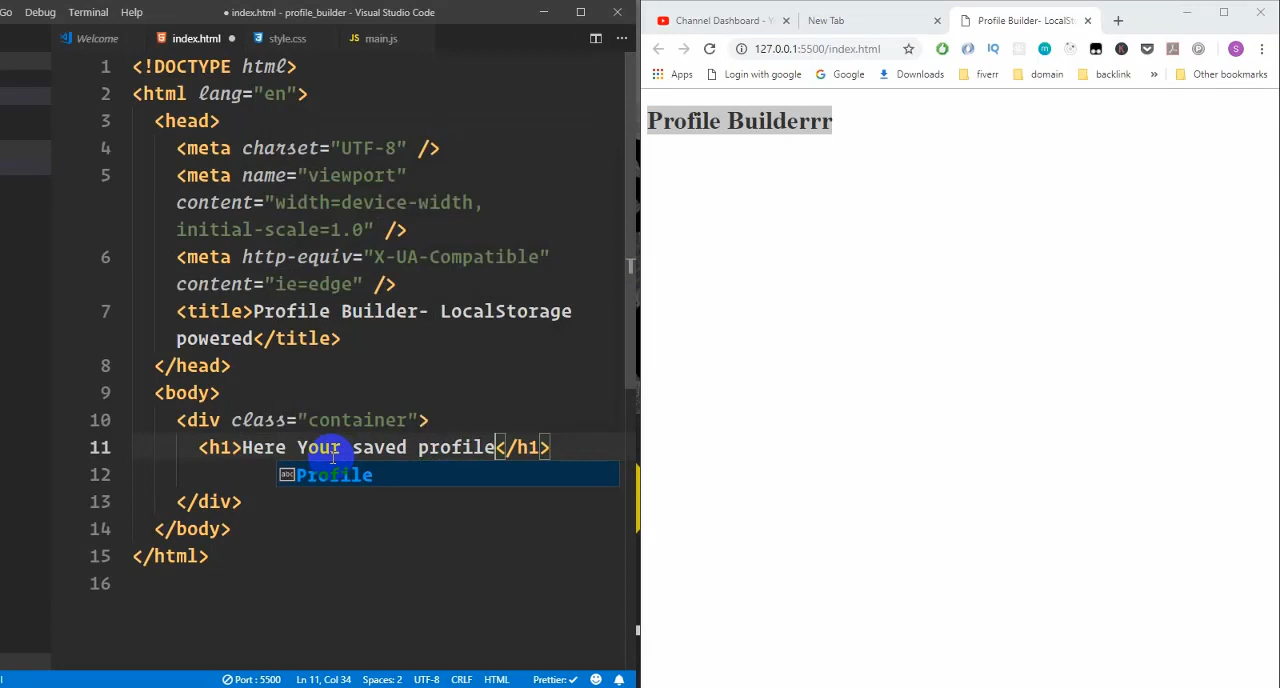 Go Debug Terminal Help ● index.html - profile_builder - Visual Studio Code
Welcome index.html ● style.css JS main.js
1 <!DOCTYPE html>
2 <html lang="en">
3 <head>
4 <meta charset="UTF-8" />
5 <meta name="viewport"
content="width=device-width,
initial-scale=1.0" />
6 <meta http-equiv="X-UA-Compatible"
content="ie=edge" />
7 <title>Profile Builder- LocalStorage
powered</title>
8 </head>
9 <body>
10 <div class="container">
11 <h1>Here Your saved profile</h1>
12 abc Profile
13 </div>
14 </body>
15 </html>
16
Port : 5500 Ln 11, Col 34 Spaces: 2 UTF-8 CRLF HTML Prettier: ✓
Channel Dashboard - Y New Tab Profile Builder- LocalSt
127.0.0.1:5500/index.html IQ m K P S
Apps Login with google G Google Downloads fiverr domain backlink » Other bookmarks
Profile Builderrr